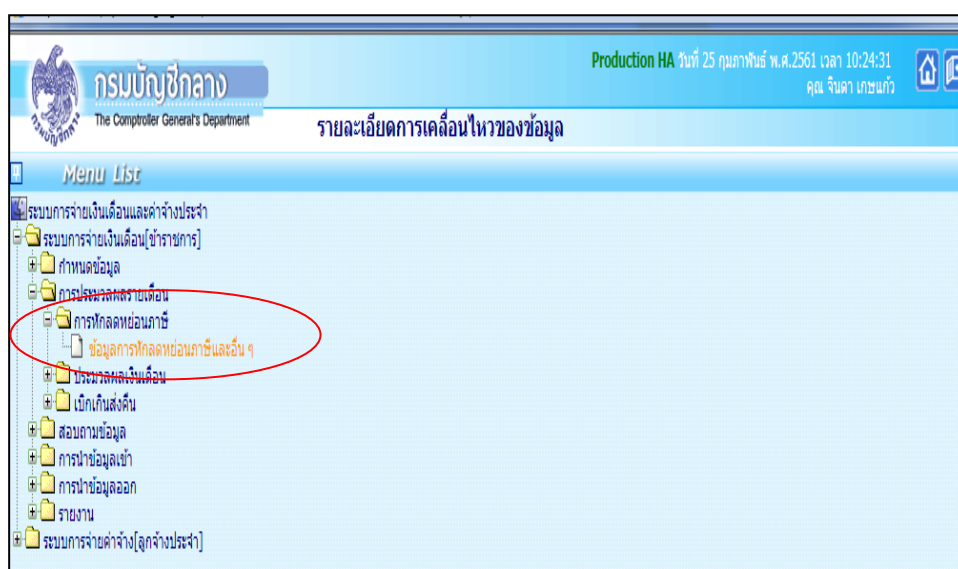 Production HA วันที่ 25 กุมภาพันธ์ พ.ศ.2561 เวลา 10:24:31
คุณ จินดา เกษแก้ว
กรมบัญชีกลาง
The Comptroller General's Department
กรมบัญชีกลาง
รายละเอียดการเคลื่อนไหวของข้อมูล
Menu List
ระบบการจ่ายเงินเดือนและค่าจ้างประจำ
ระบบการจ่ายเงินเดือน[ข้าราชการ]
กำหนดข้อมูล
การประมวลผลรายเดือน
การหักลดหย่อนภาษี
ข้อมูลการหักลดหย่อนภาษีและอื่น ๆ
ประมวลผลเงินเดือน
เบิกเกินส่งคืน
สอบถามข้อมูล
การนำข้อมูลเข้า
การนำข้อมูลออก
รายงาน
ระบบการจ่ายค่าจ้าง[ลูกจ้างประจำ]